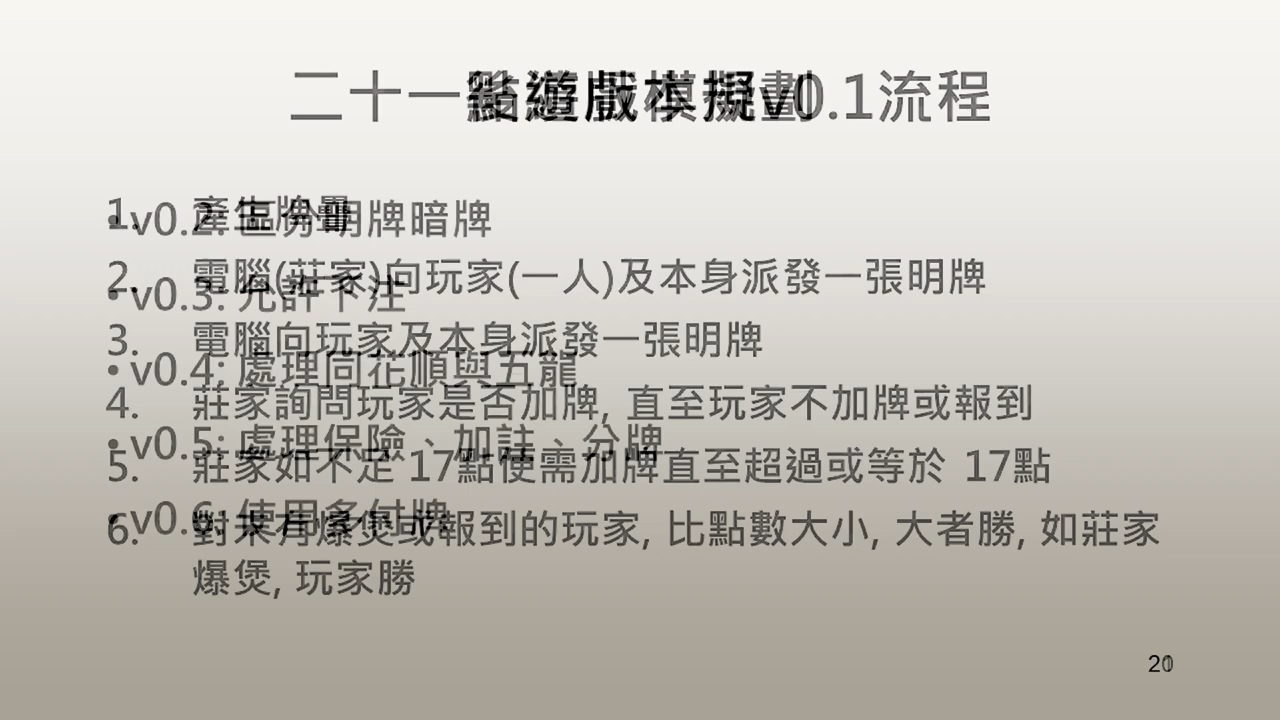 二十一點遊戲模擬v0.1流程
1. 產生牌疊
• v0.2: 區分明牌暗牌
2. 電腦(莊家)向玩家(一人)及本身派發一張明牌
• v0.3: 允許下注
3. 電腦向玩家及本身派發一張明牌
• v0.4: 處理同花順與五龍
4. 莊家詢問玩家是否加牌, 直至玩家不加牌或報到
• v0.5: 處理保險、加註、分牌
5. 莊家如不足 17點便需加牌直至超過或等於 17點
• v0.6: 使用多付牌
6. 對未有爆煲或報到的玩家, 比點數大小, 大者勝, 如莊家
爆煲, 玩家勝